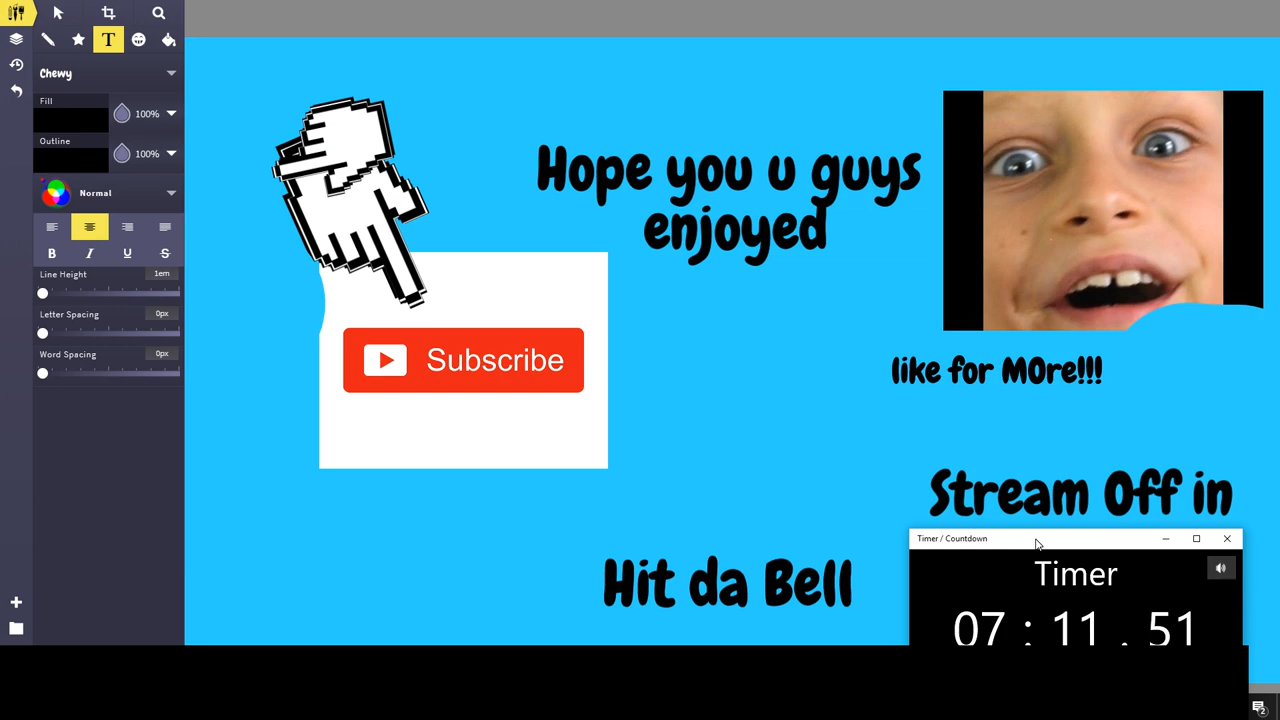 T
Chewy
Fill
100%
Outline
100%
Normal
B I U S
Line Height 1em
Letter Spacing 0px
Word Spacing 0px
Hope you u guys
enjoyed
Subscribe
like for MOre!!!
Stream Off in
Hit da Bell
Timer / Countdown
Timer
07 : 11 . 51
2